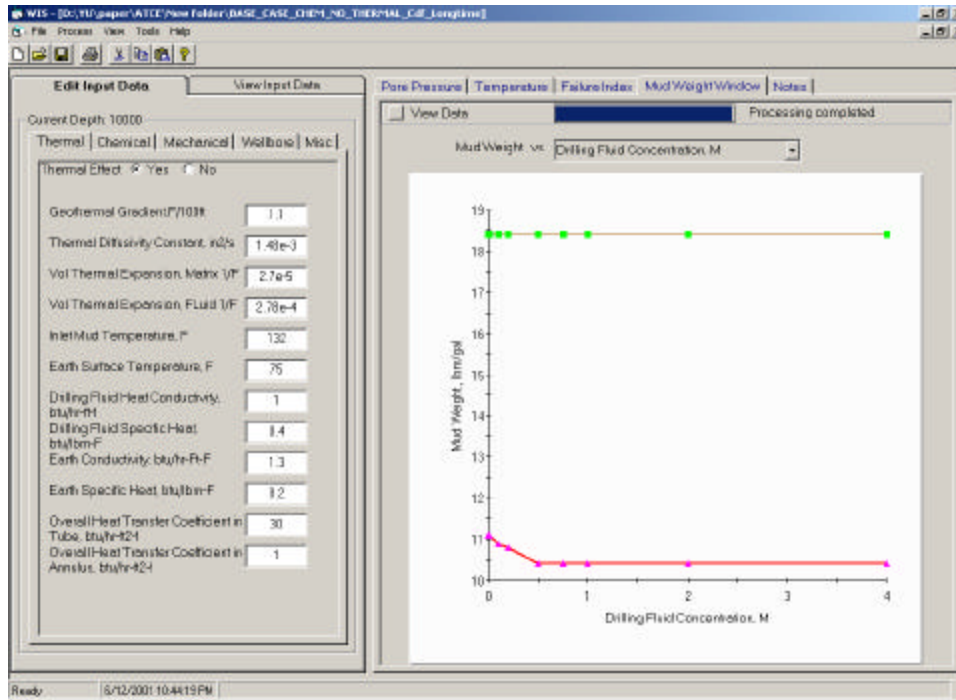 WIS - [D:\YU\paper\ATCE\New Folder\BASE_CASE_CHEM_NO_THERMAL_Cdf_Longtime]
File Process View Tools Help
Edit Input Data View Input Data
Current Depth: 10000
Thermal Chemical Mechanical Wellbore Misc
Thermal Effect Yes No
Geothermal Gradient,F/100ft 1.1
Thermal Diffusivity Constant, in2/s 1.48e-3
Vol Thermal Expansion, Matrix 1/F 2.7e-5
Vol Thermal Expansion, FLuid 1/F 2.78e-4
Inlet Mud Temperature, F 132
Earth Surface Temperature, F 75
Drilling Fluid Heat Conductivity, 1
btu/hr-ft-f
Drilling Fluid Specific Heat, 0.4
btu/lbm-F
Earth Conductivity, btu/hr-Ft-F 1.3
Earth Specific Heat, btu/lbm-F 0.2
Overall Heat Transfer Coefficient in 30
Tube, btu/hr-ft2-f
Overall Heat Transfer Coefficient in 1
Annulus, btu/hr-ft2-f
Pore Pressure Temperature Failure Index Mud Weight Window Notes
View Data Processing completed
Mud Weight vs Drilling Fluid Concentration, M
19
18
17
16
15
14
13
12
11
10
Mud Weight, lbm/gal
0 1 2 3 4
Drilling Fluid Concentration, M
Ready 6/12/2001 10:44:19 PM